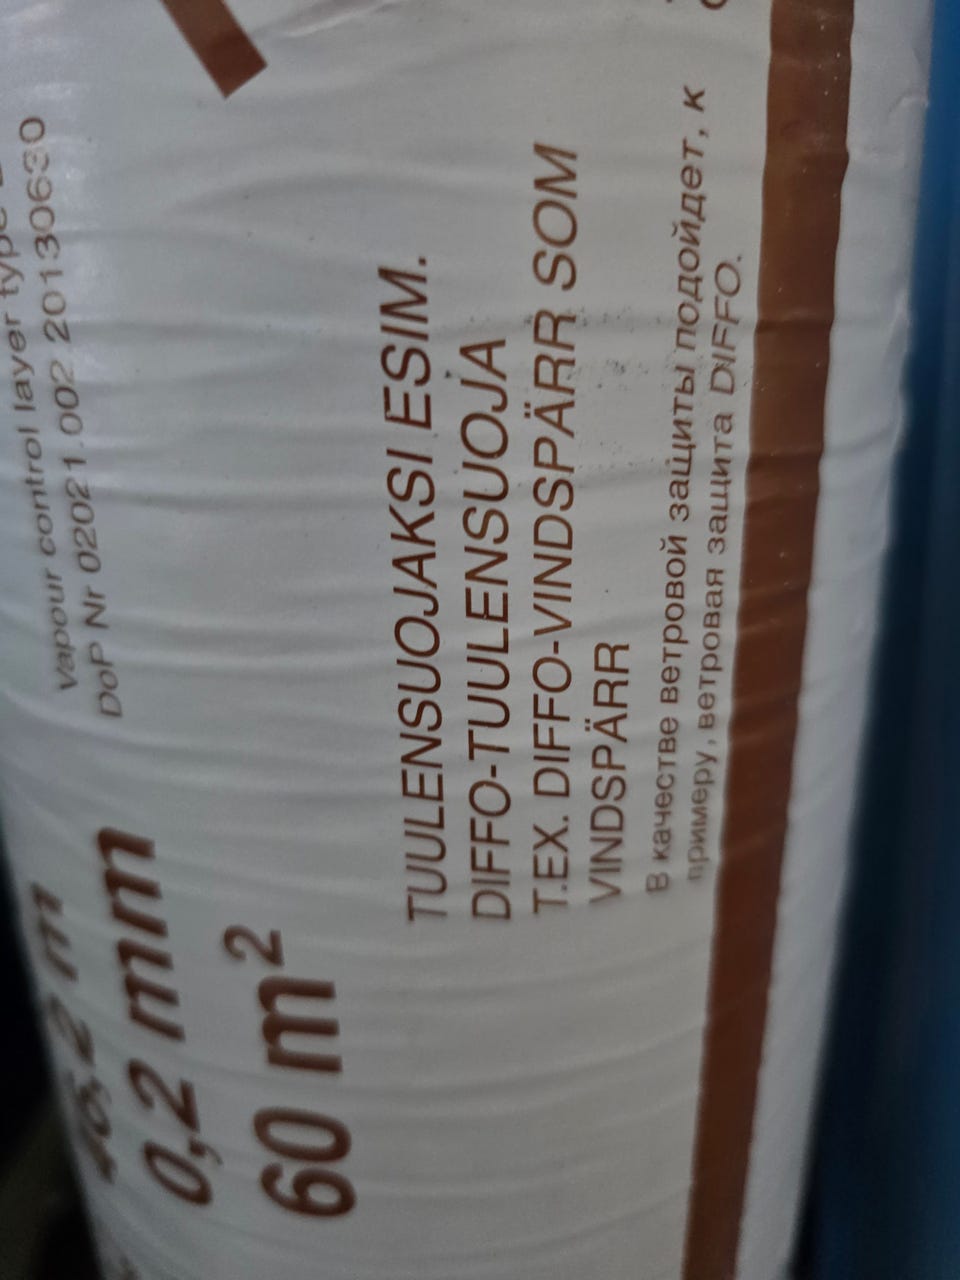 Vapour control layer type
DoP Nr 02021.002 20130630
0,2 mm
60 m²
TUULENSUOJAKSI ESIM.
DIFFO-TUULENSUOJA
T.EX. DIFFO-VINDSPÄRR SOM
VINDSPÄRR
В качестве ветровой защиты подойдет, к
примеру, ветровая защита DIFFO.